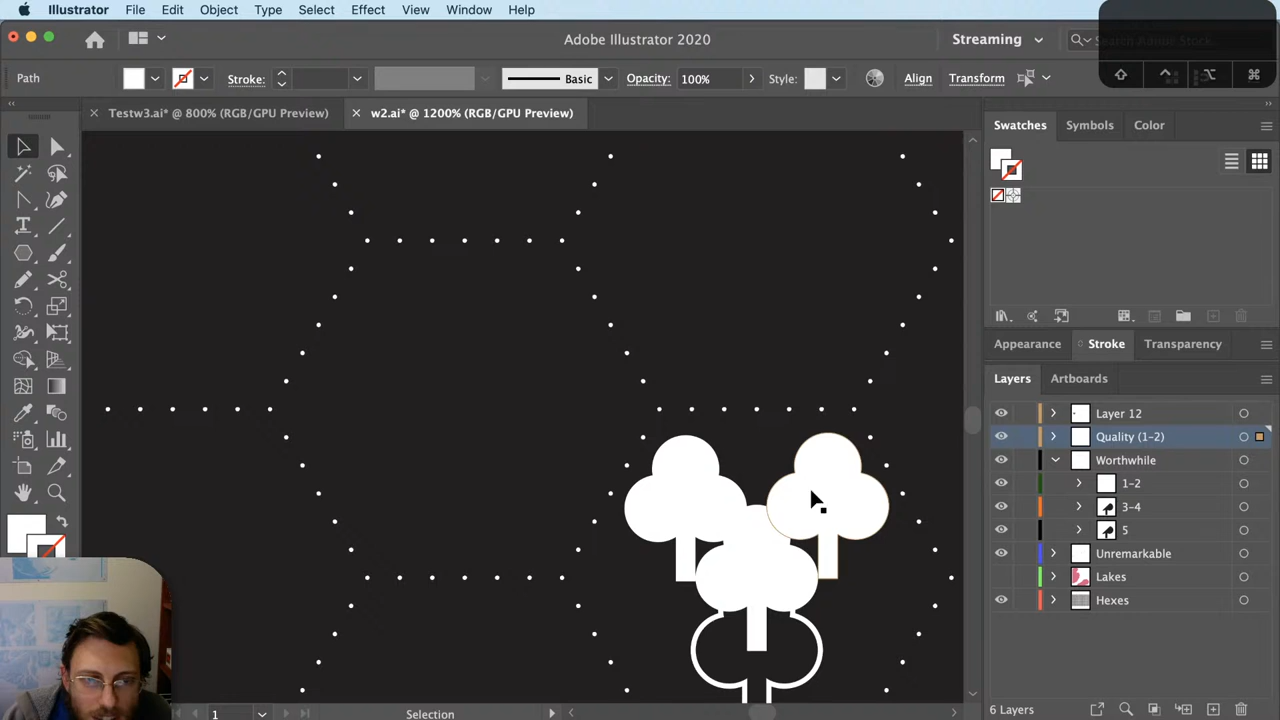 Illustrator File Edit Object Type Select Effect View Window Help
Adobe Illustrator 2020
Streaming
Path
Stroke:
Basic
Opacity:
100%
Style:
Align
Transform
Testw3.ai* @ 800% (RGB/GPU Preview)
w2.ai* @ 1200% (RGB/GPU Preview)
Swatches
Symbols
Color
Appearance
Stroke
Transparency
Layers
Artboards
Layer 12
Quality (1-2)
Worthwhile
1-2
3-4
5
Unremarkable
Lakes
Hexes
1
Selection
6 Layers